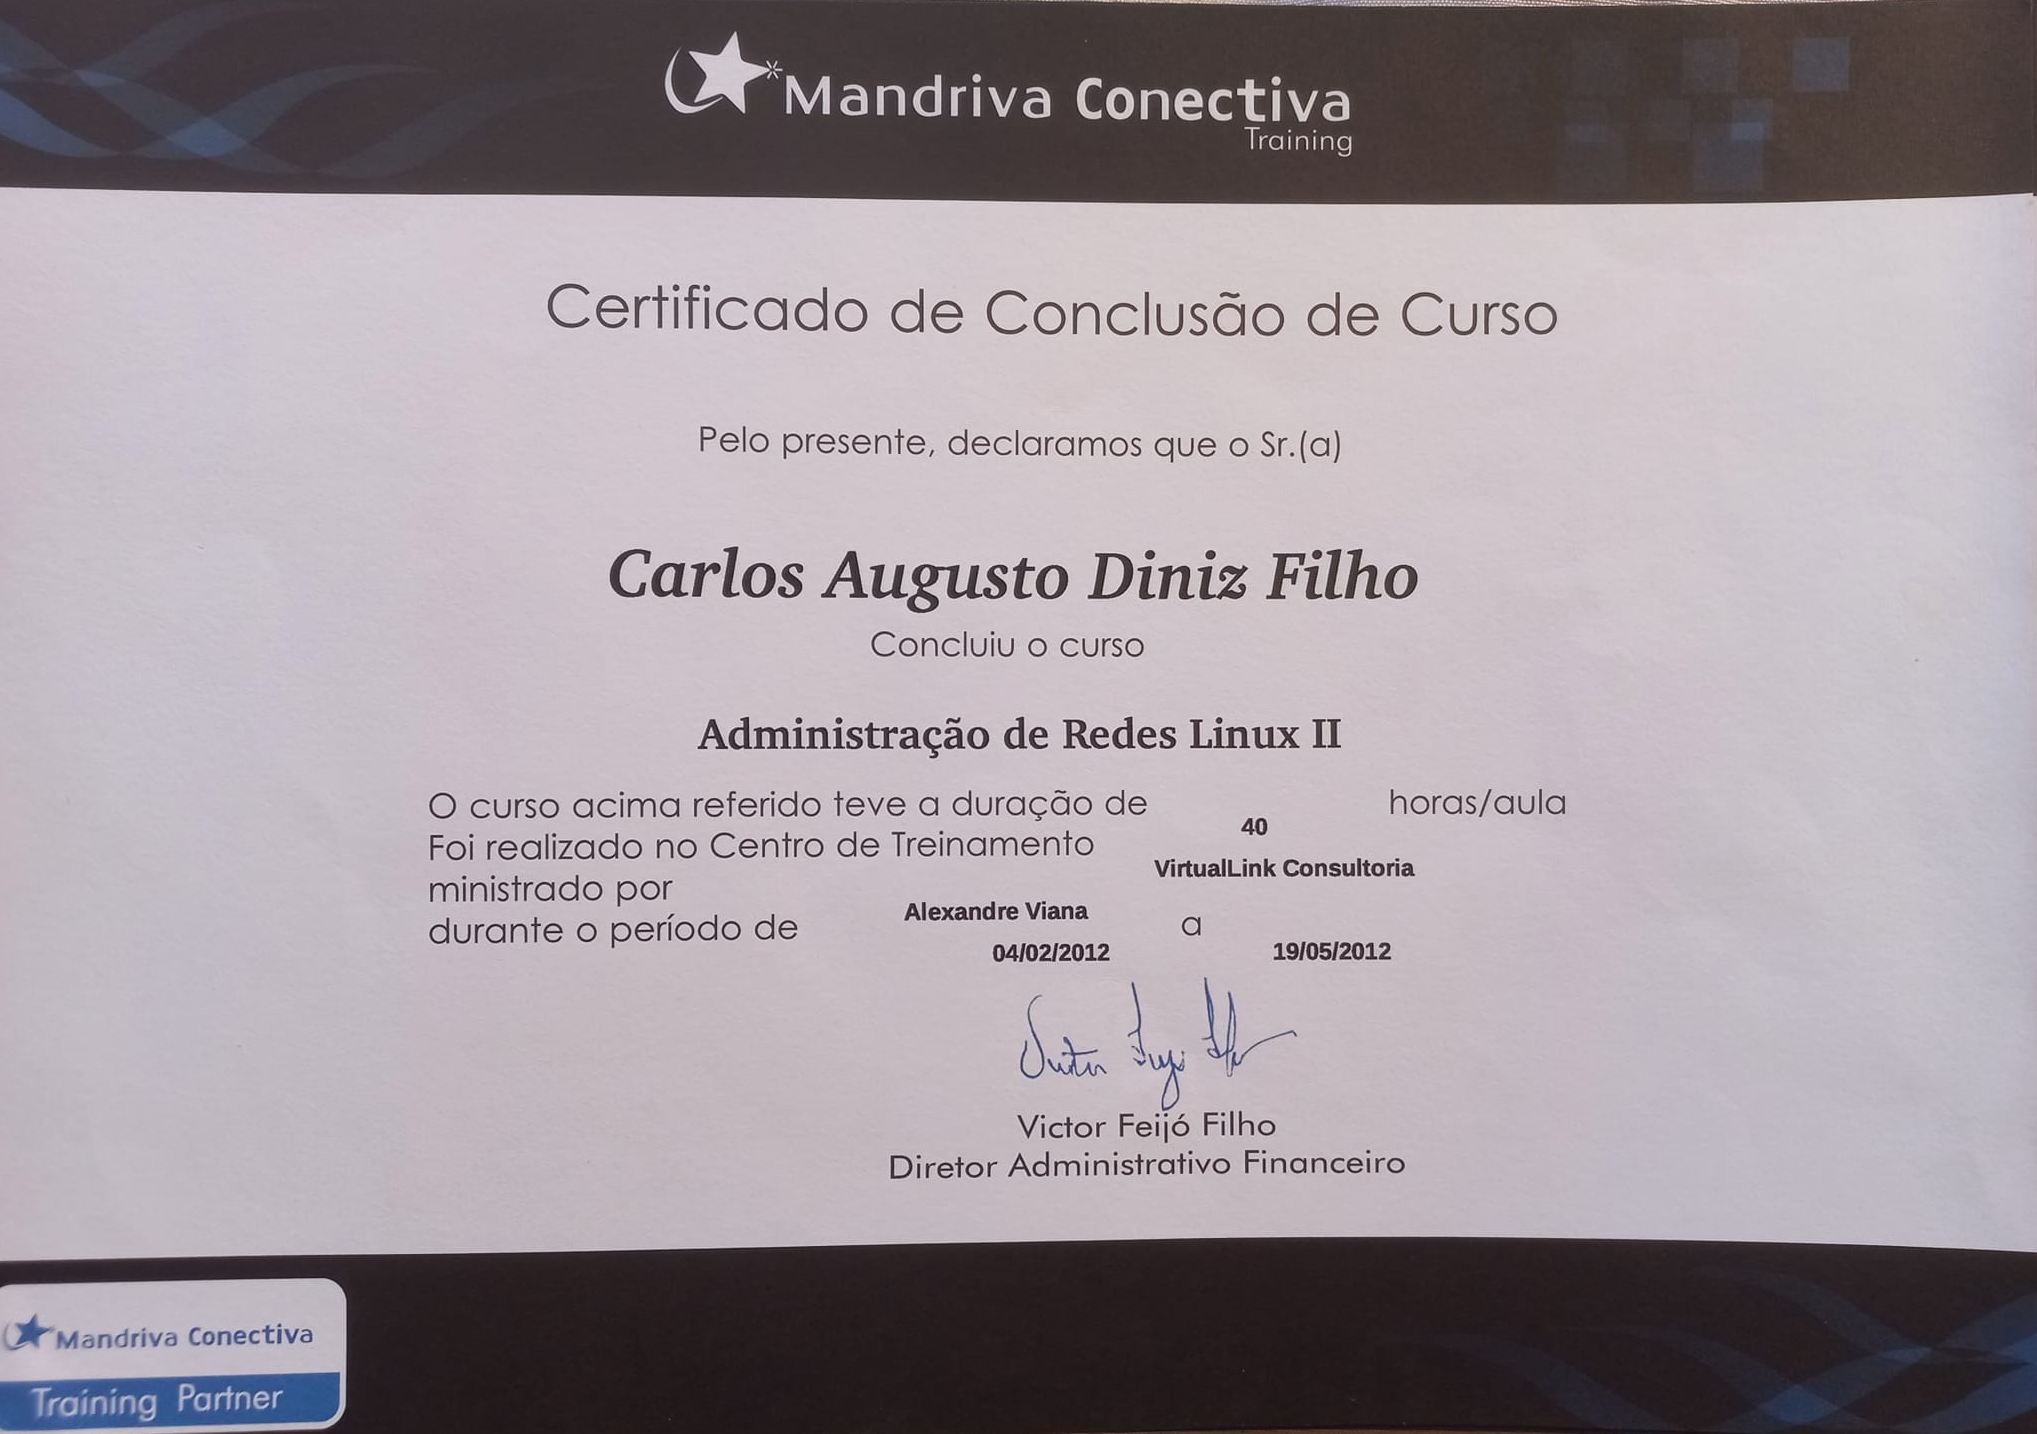 Mandriva Conectiva
Training
Certificado de Conclusão de Curso
Pelo presente, declaramos que o Sr.(a)
Carlos Augusto Diniz Filho
Concluiu o curso
Administração de Redes Linux II
O curso acima referido teve a duração de 40 horas/aula
Foi realizado no Centro de Treinamento VirtualLink Consultoria
ministrado por Alexandre Viana
durante o período de 04/02/2012 a 19/05/2012
Victor Feijó Filho
Diretor Administrativo Financeiro
Mandriva Conectiva
Training Partner